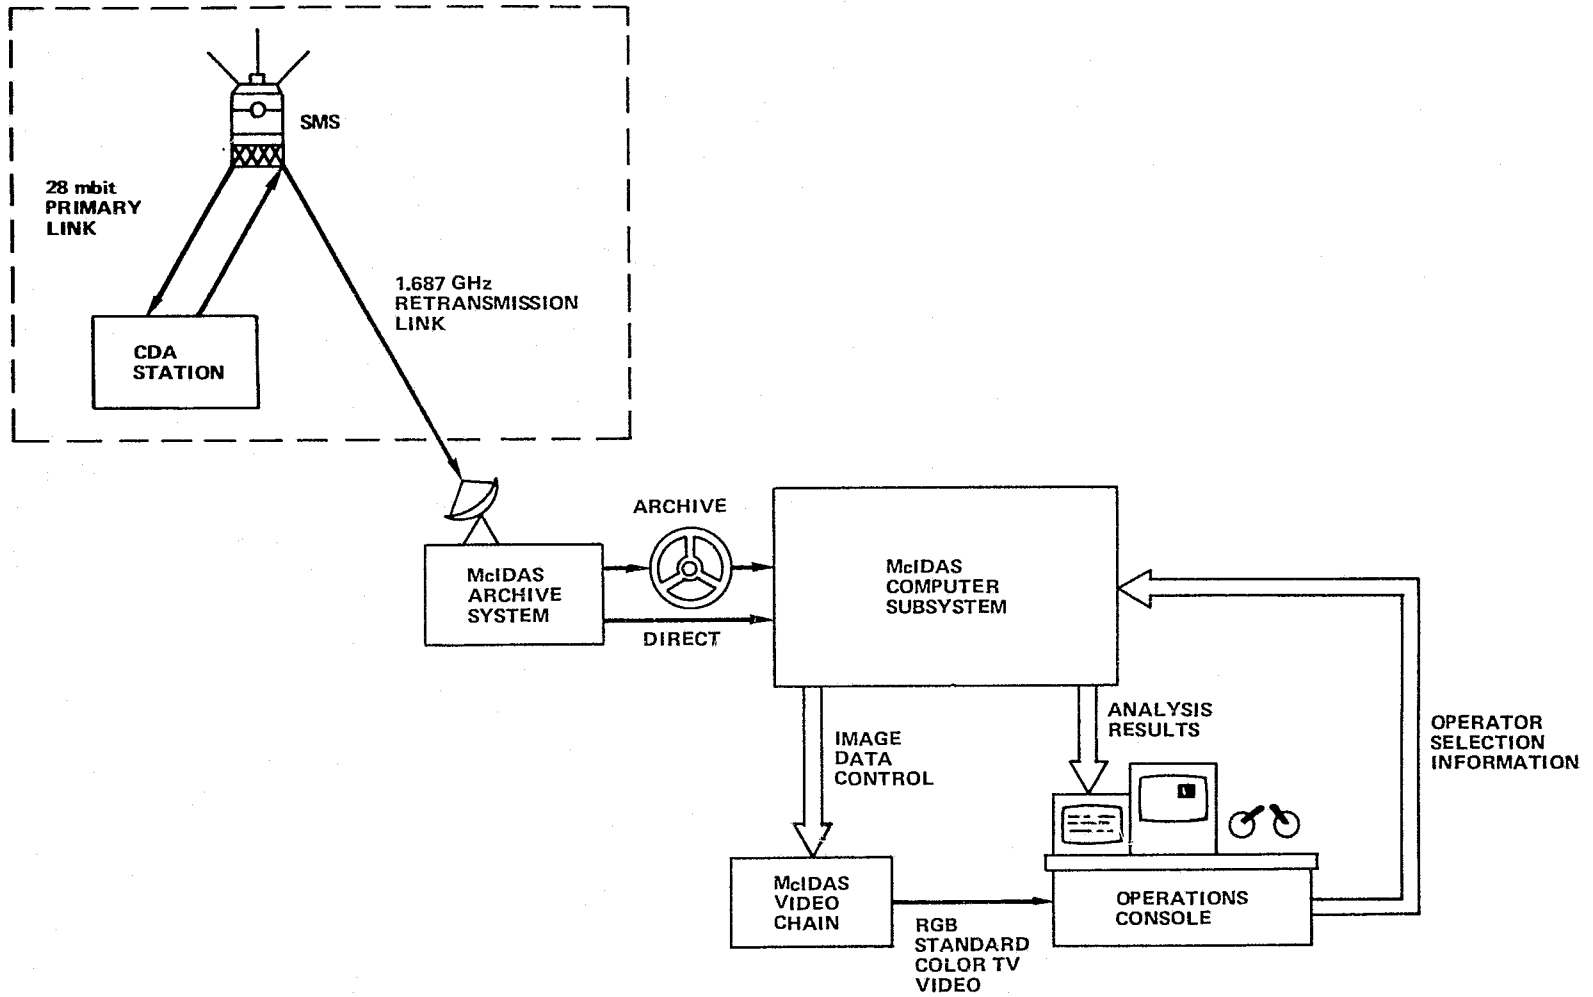 SMS
28 mbit
PRIMARY
LINK
1.687 GHz
RETRANSMISSION
LINK
CDA
STATION
ARCHIVE
McIDAS
ARCHIVE
SYSTEM
DIRECT
McIDAS
COMPUTER
SUBSYSTEM
IMAGE
DATA
CONTROL
ANALYSIS
RESULTS
OPERATOR
SELECTION
INFORMATION
McIDAS
VIDEO
CHAIN
RGB
STANDARD
COLOR TV
VIDEO
OPERATIONS
CONSOLE